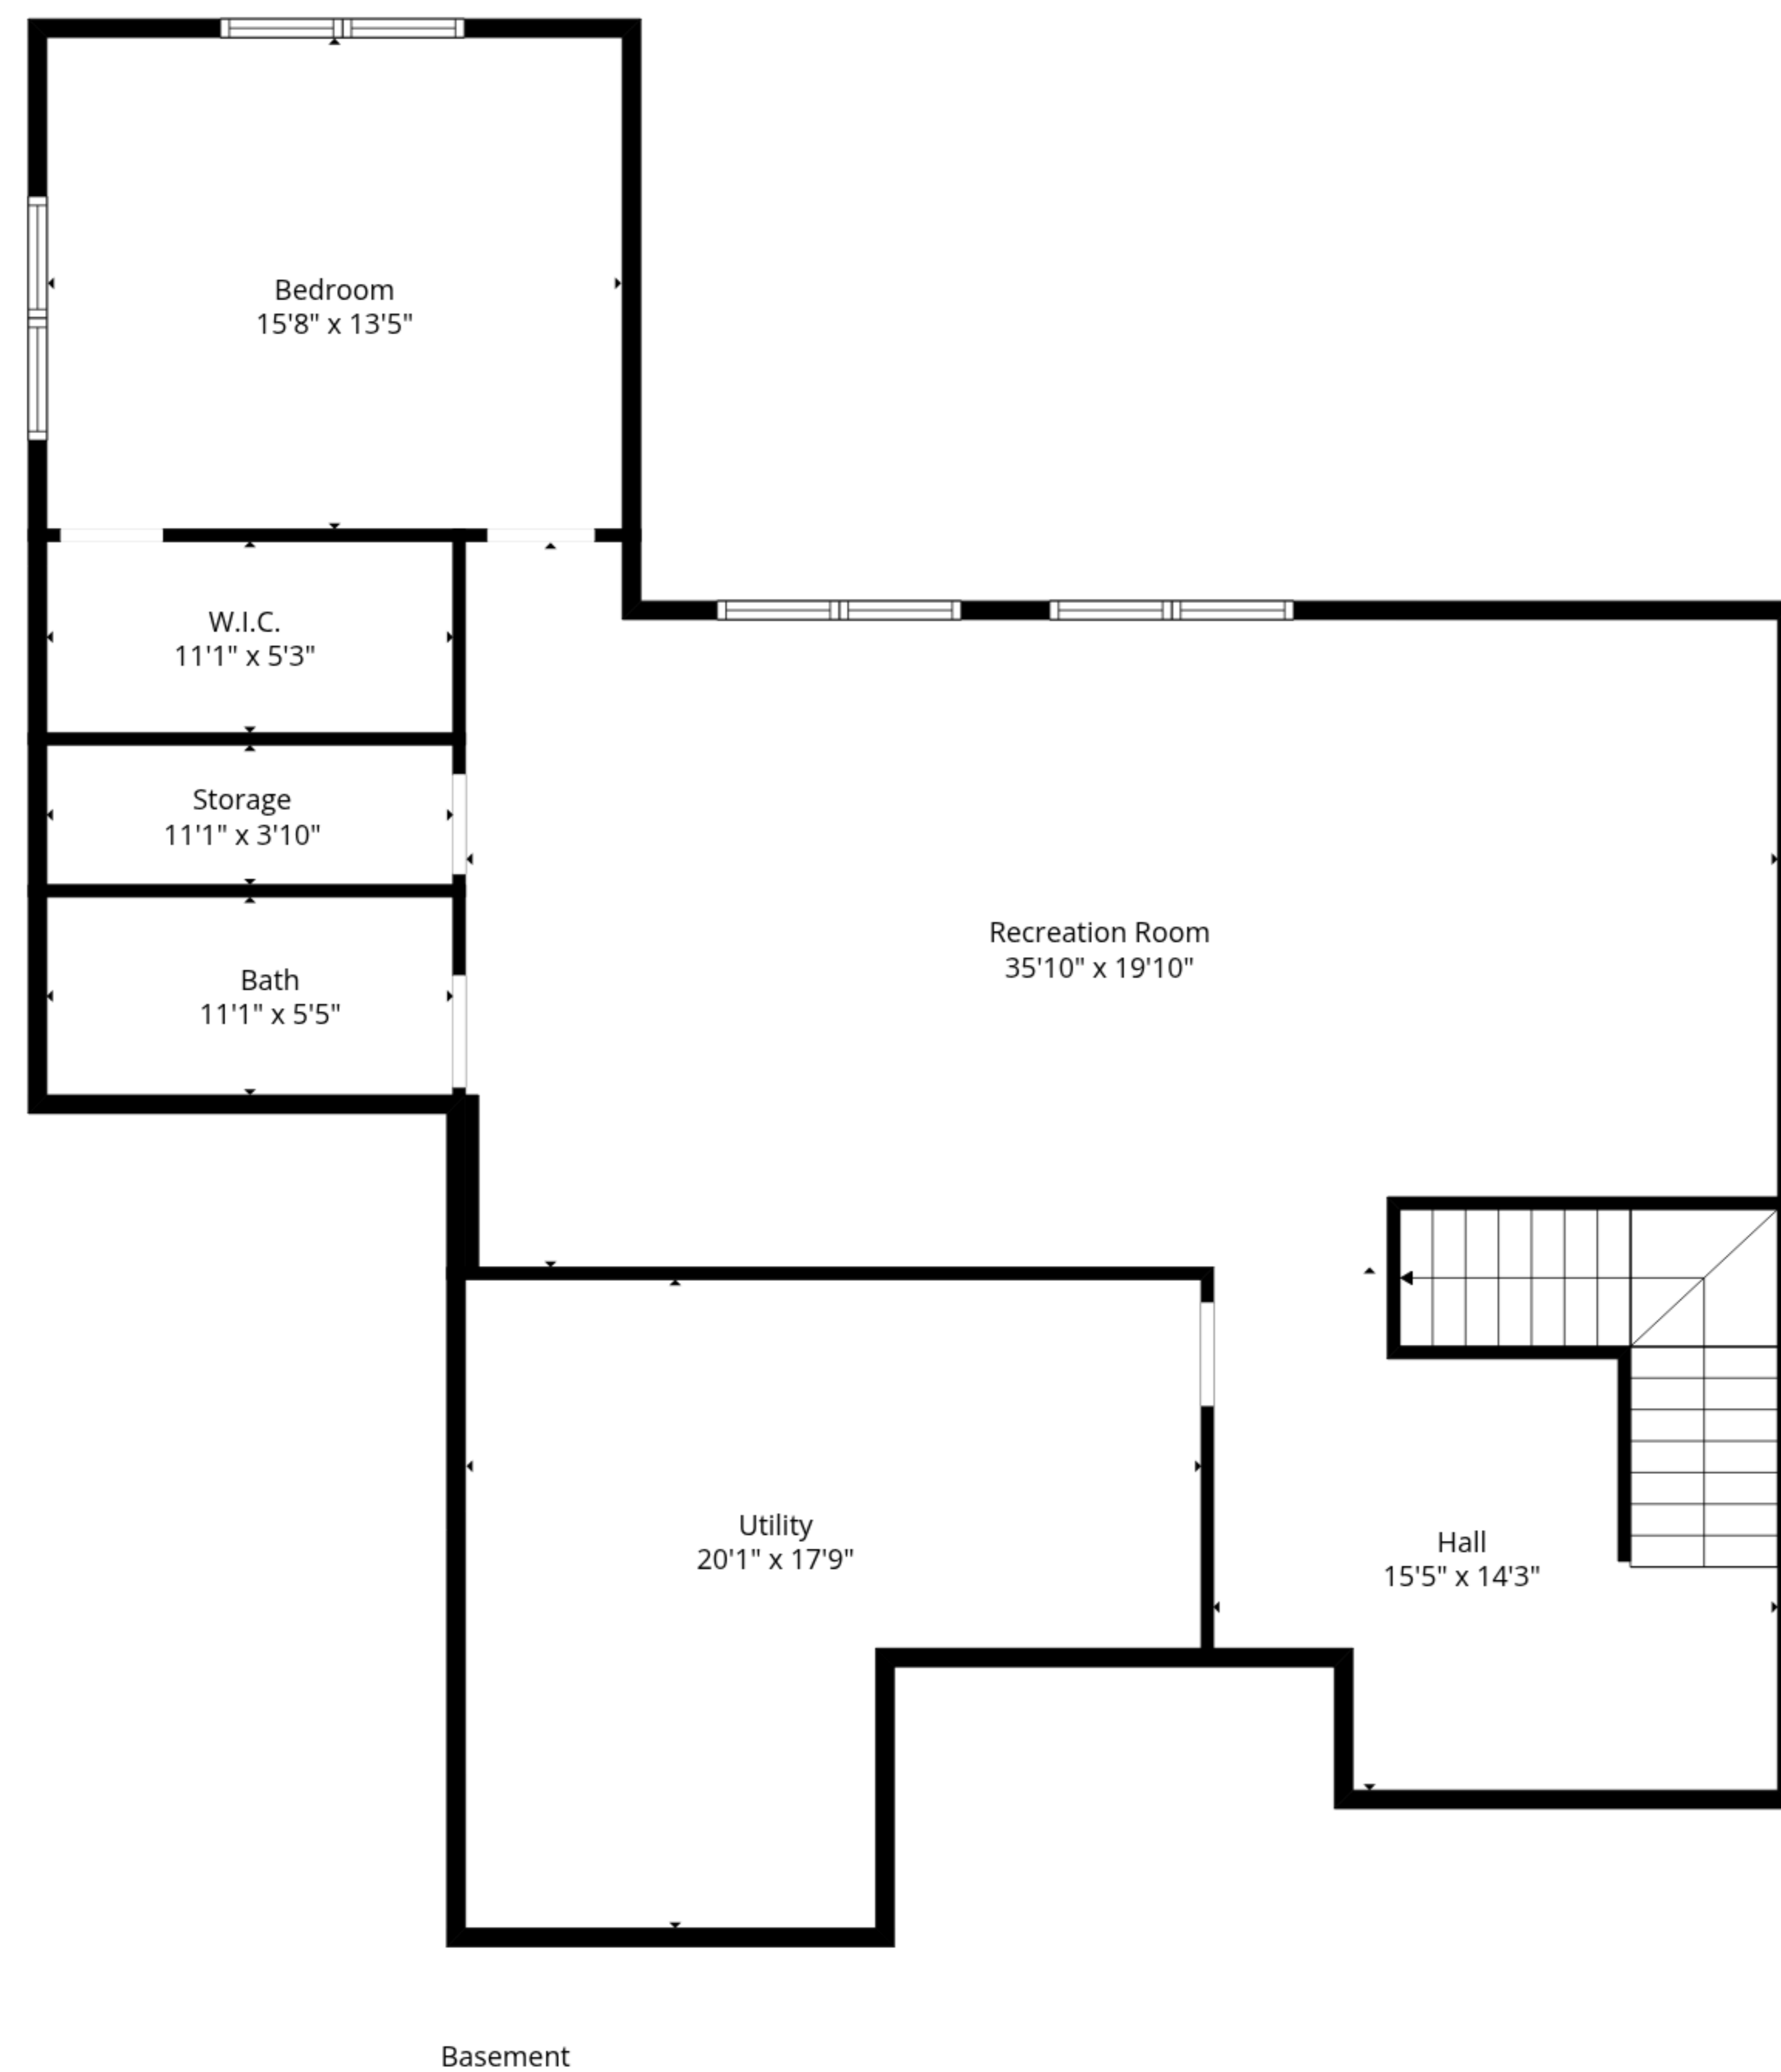 Bedroom
15'8" x 13'5"
W.I.C.
11'1" x 5'3"
Storage
11'1" x 3'10"
Recreation Room
35'10" x 19'10"
Bath
11'1" x 5'5"
Utility
20'1" x 17'9"
Hall
15'5" x 14'3"
Basement